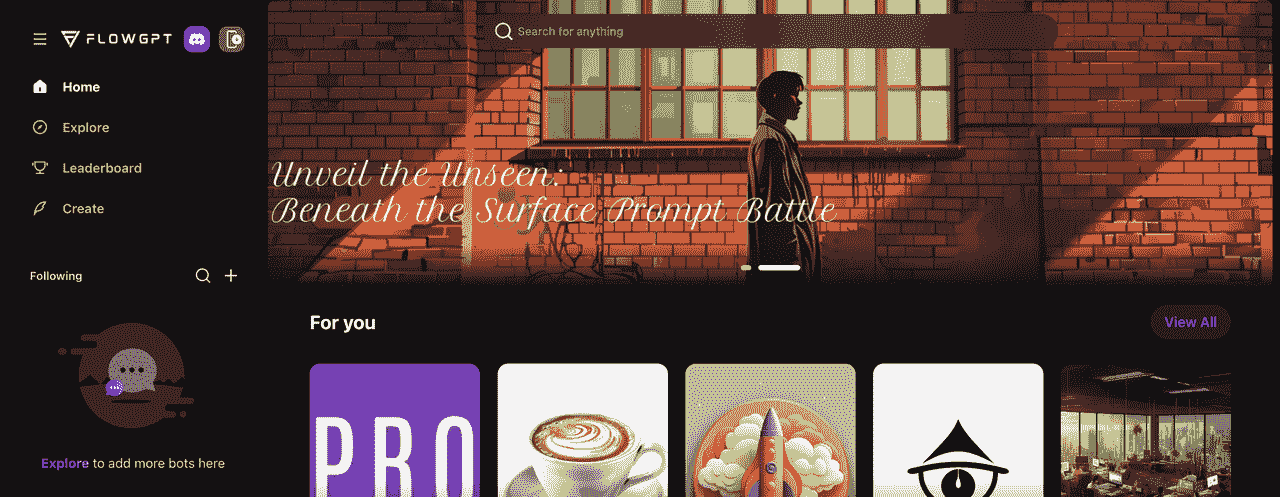 FLOWGPT
Search for anything
Home
Explore
Leaderboard
Create
Unveil the Unseen:
Beneath the Surface Prompt Battle
Following
For you
View All
PRO
Explore to add more bots here